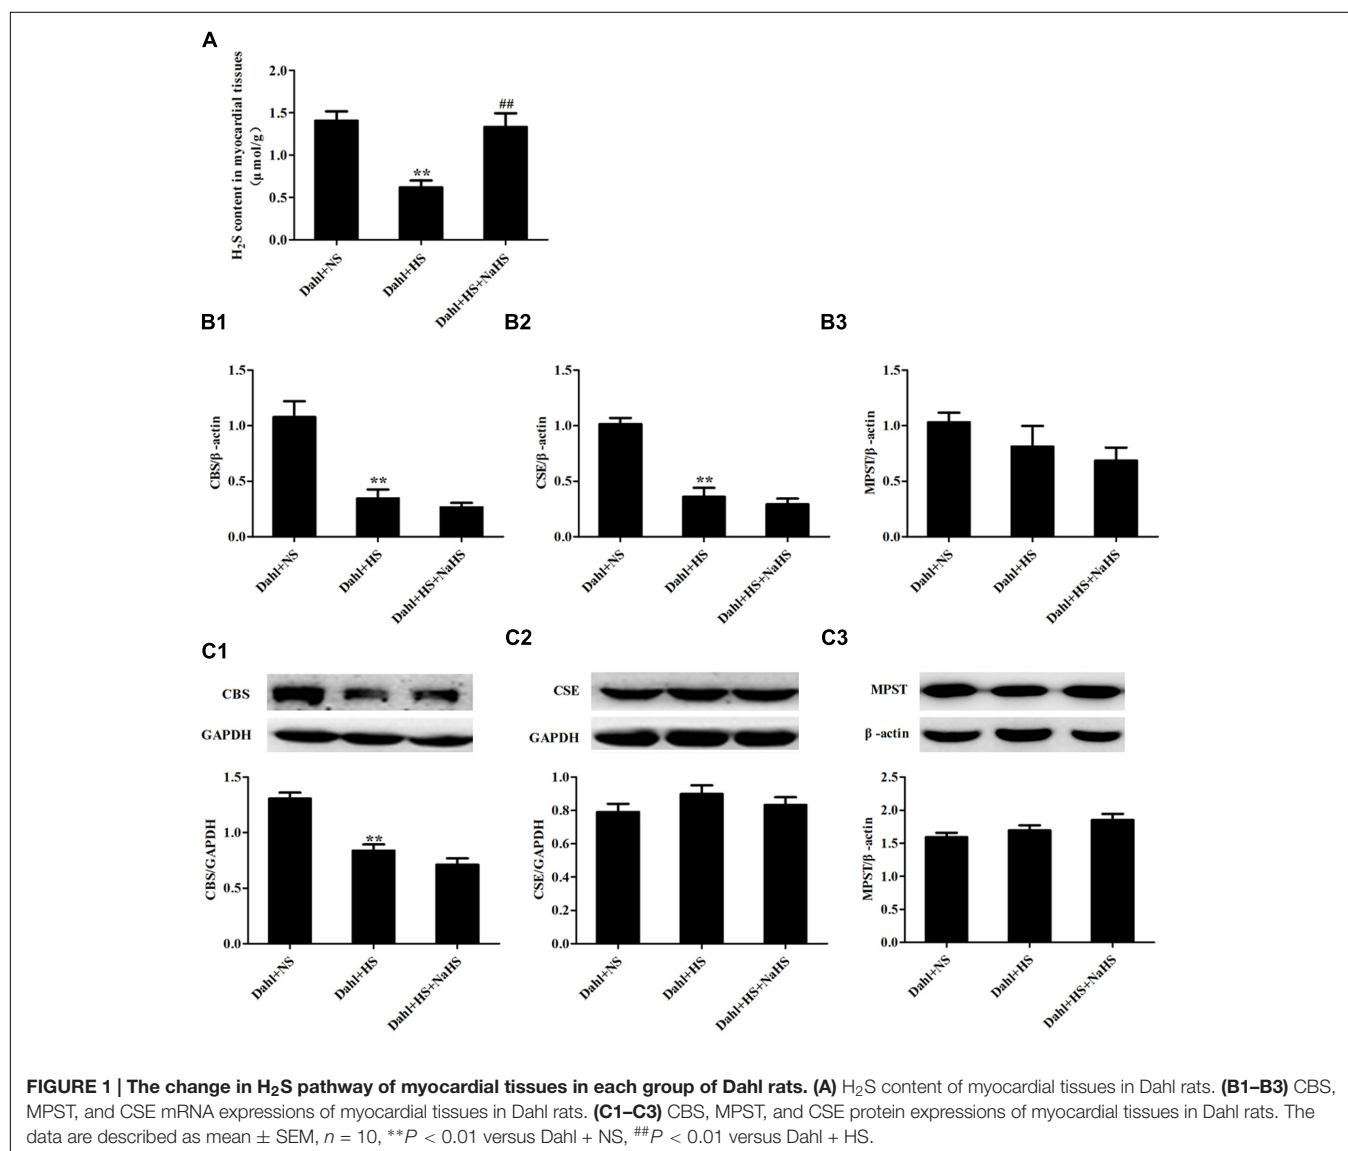 A
H₂S content in myocardial tissues
(μ mol/g)
2.0
1.5
1.0
0.5
0.0
**
##
Dahl+NS
Dahl+HS
Dahl+HS+NaHS
B1
CBS/β-actin
1.5
1.0
0.5
0.0
**
Dahl+NS
Dahl+HS
Dahl+HS+NaHS
B2
CSE/β-actin
1.5
1.0
0.5
0.0
**
Dahl+NS
Dahl+HS
Dahl+HS+NaHS
B3
MPST/β-actin
1.5
1.0
0.5
0.0
Dahl+NS
Dahl+HS
Dahl+HS+NaHS
C1
CBS
GAPDH
CBS/GAPDH
1.5
1.0
0.5
0.0
**
Dahl+NS
Dahl+HS
Dahl+HS+NaHS
C2
CSE
GAPDH
CSE/GAPDH
1.0
0.8
0.6
0.4
0.2
0.0
Dahl+NS
Dahl+HS
Dahl+HS+NaHS
C3
MPST
β-actin
MPST/β-actin
2.5
2.0
1.5
1.0
0.5
0.0
Dahl+NS
Dahl+HS
Dahl+HS+NaHS
FIGURE 1 | The change in H₂S pathway of myocardial tissues in each group of Dahl rats. (A) H₂S content of myocardial tissues in Dahl rats. (B1–B3) CBS,
MPST, and CSE mRNA expressions of myocardial tissues in Dahl rats. (C1–C3) CBS, MPST, and CSE protein expressions of myocardial tissues in Dahl rats. The
data are described as mean ± SEM, n = 10, **P < 0.01 versus Dahl + NS, ##P < 0.01 versus Dahl + HS.